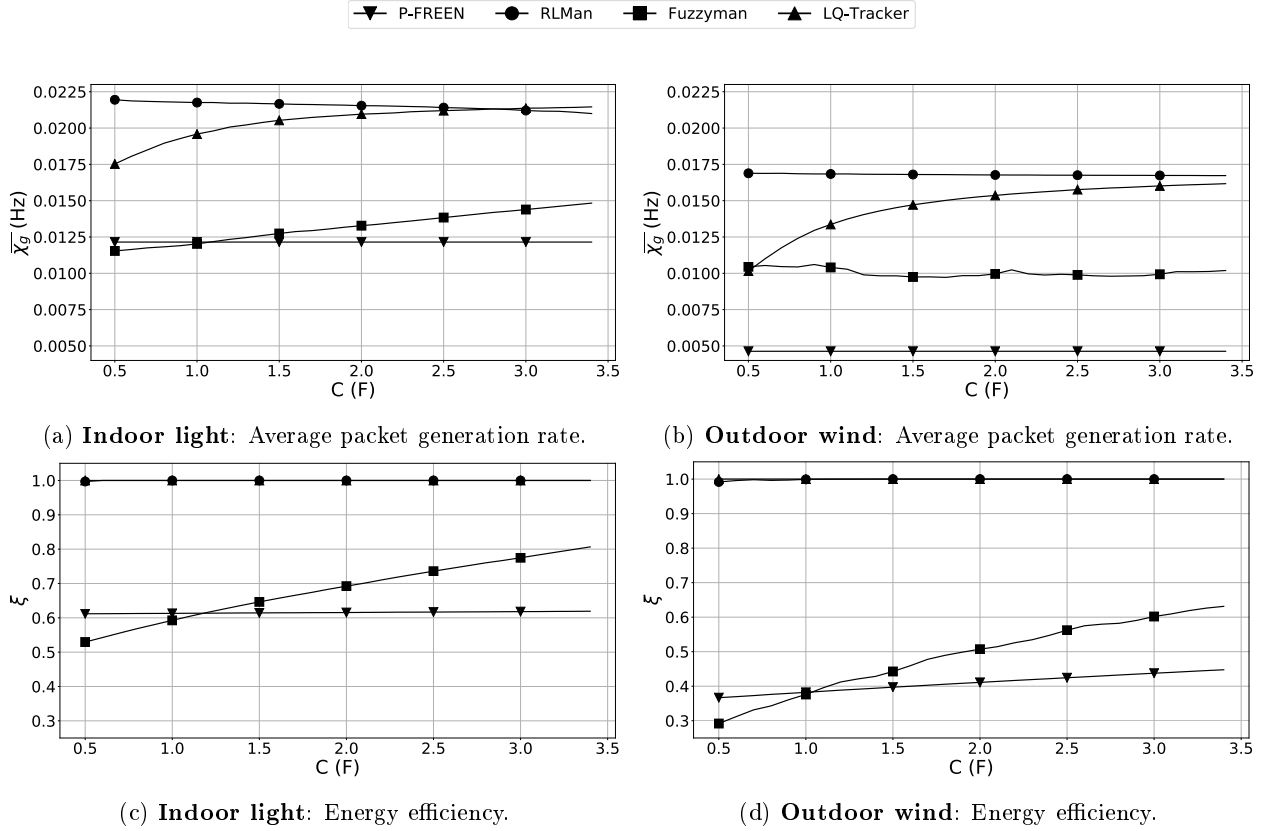 P-FREEN RLMan Fuzzyman LQ-Tracker
0.0225
0.0200
0.0175
0.0150
0.0125
0.0100
0.0075
0.0050
χg (Hz)
0.5 1.0 1.5 2.0 2.5 3.0 3.5
C (F)
(a) Indoor light: Average packet generation rate.
0.0225
0.0200
0.0175
0.0150
0.0125
0.0100
0.0075
0.0050
χg (Hz)
0.5 1.0 1.5 2.0 2.5 3.0 3.5
C (F)
(b) Outdoor wind: Average packet generation rate.
1.0
0.9
0.8
0.7
0.6
0.5
0.4
0.3
ξ
0.5 1.0 1.5 2.0 2.5 3.0 3.5
C (F)
(c) Indoor light: Energy efficiency.
1.0
0.9
0.8
0.7
0.6
0.5
0.4
0.3
ξ
0.5 1.0 1.5 2.0 2.5 3.0 3.5
C (F)
(d) Outdoor wind: Energy efficiency.